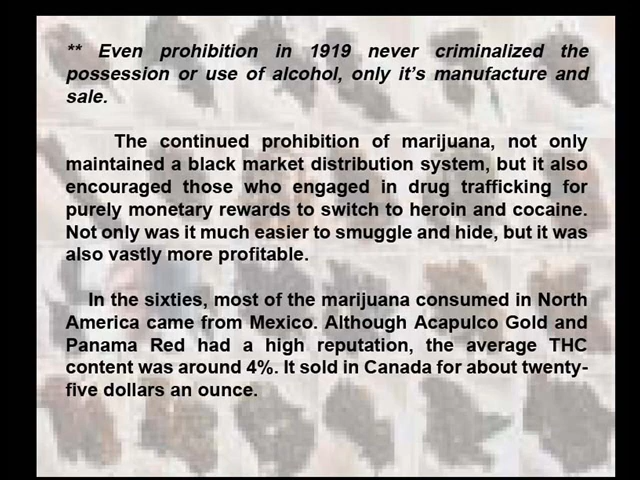 ** Even prohibition in 1919 never criminalized the
possession or use of alcohol, only it's manufacture and
sale.
The continued prohibition of marijuana, not only
maintained a black market distribution system, but it also
encouraged those who engaged in drug trafficking for
purely monetary rewards to switch to heroin and cocaine.
Not only was it much easier to smuggle and hide, but it was
also vastly more profitable.
In the sixties, most of the marijuana consumed in North
America came from Mexico. Although Acapulco Gold and
Panama Red had a high reputation, the average THC
content was around 4%. It sold in Canada for about twenty-
five dollars an ounce.